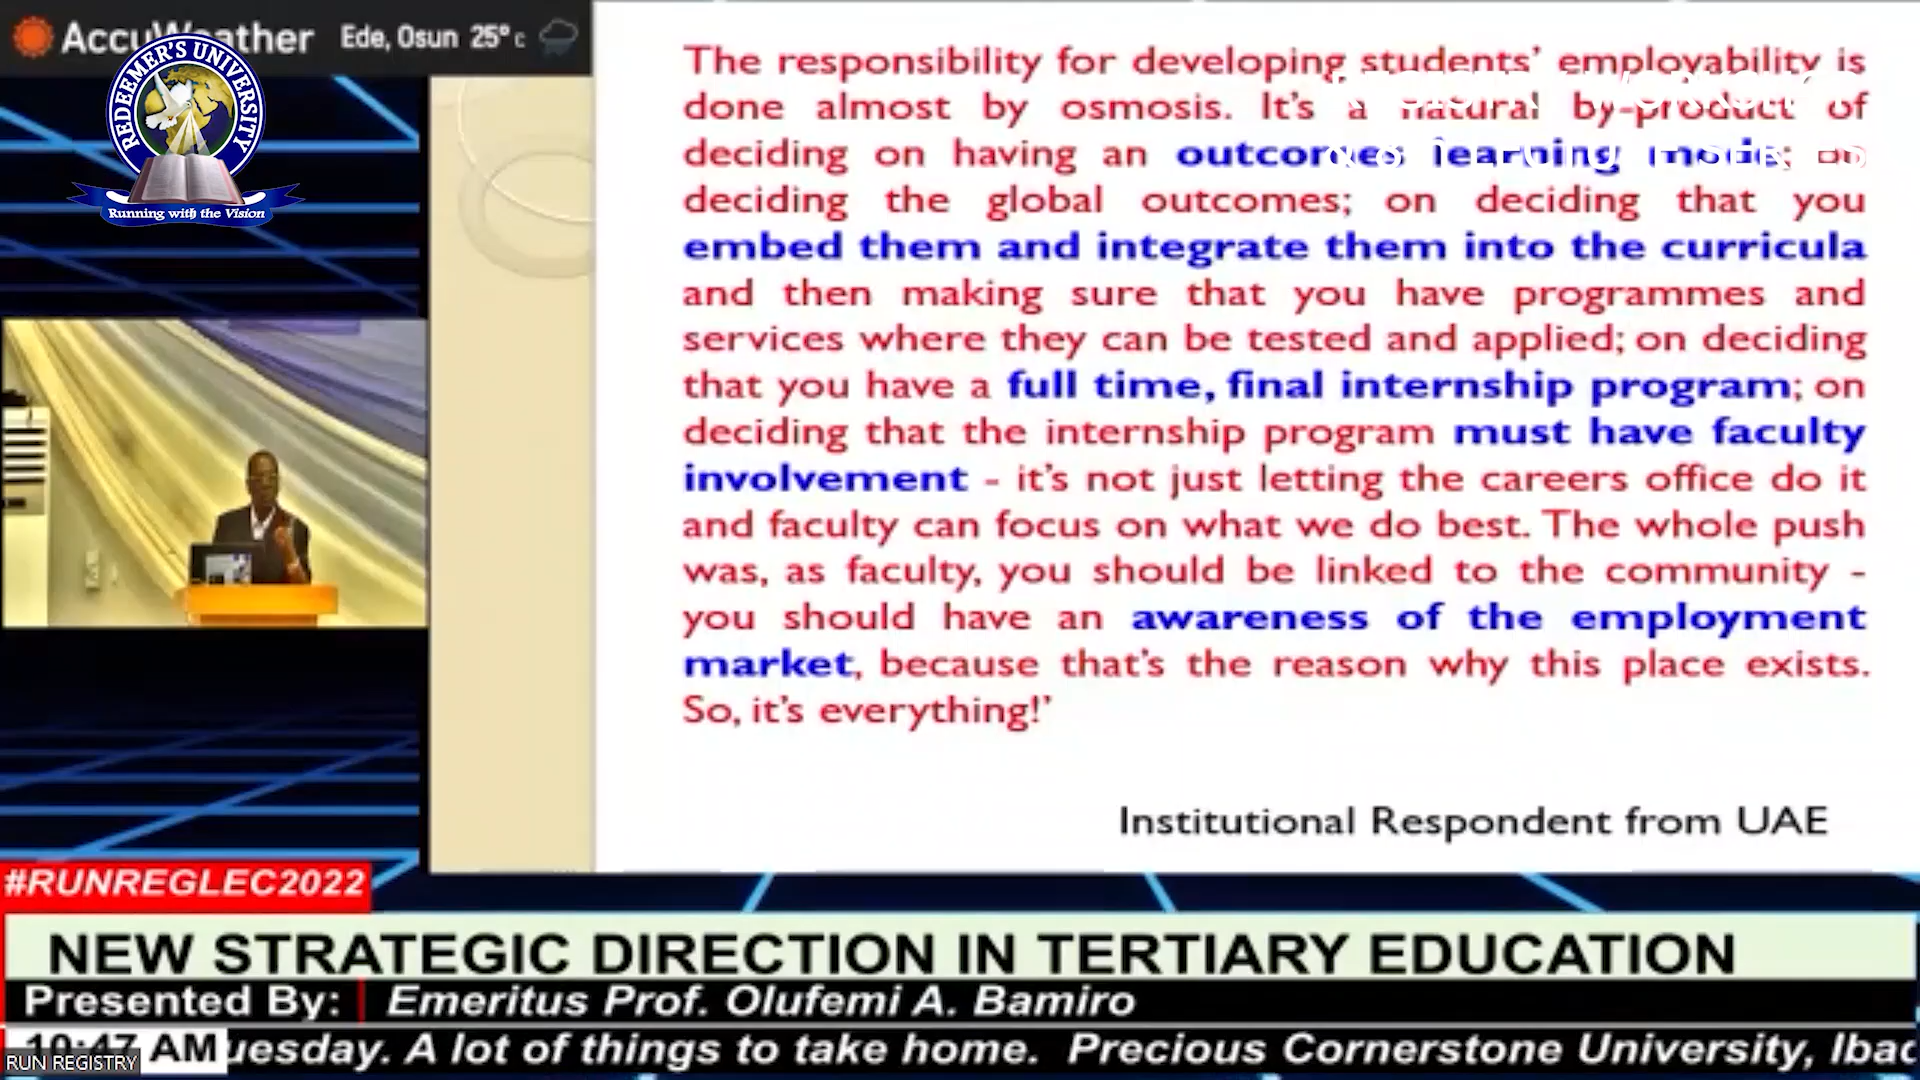 AccuWeather Ede, Osun 25° c
REDEEMER'S UNIVERSITY
Running with the Vision
The responsibility for developing students' employability is
done almost by osmosis. It's a natural by-product of
deciding on having an outcome learning on
deciding the global outcomes; on deciding that you
embed them and integrate them into the curricula
and then making sure that you have programmes and
services where they can be tested and applied; on deciding
that you have a full time, final internship program; on
deciding that the internship program must have faculty
involvement - it's not just letting the careers office do it
and faculty can focus on what we do best. The whole push
was, as faculty, you should be linked to the community -
you should have an awareness of the employment
market, because that's the reason why this place exists.
So, it's everything!'
Institutional Respondent from UAE
#RUNREGLEC2022
NEW STRATEGIC DIRECTION IN TERTIARY EDUCATION
Presented By: Emeritus Prof. Olufemi A. Bamiro
10:47 AM uesday. A lot of things to take home. Precious Cornerstone University, Ibad
RUN REGISTRY